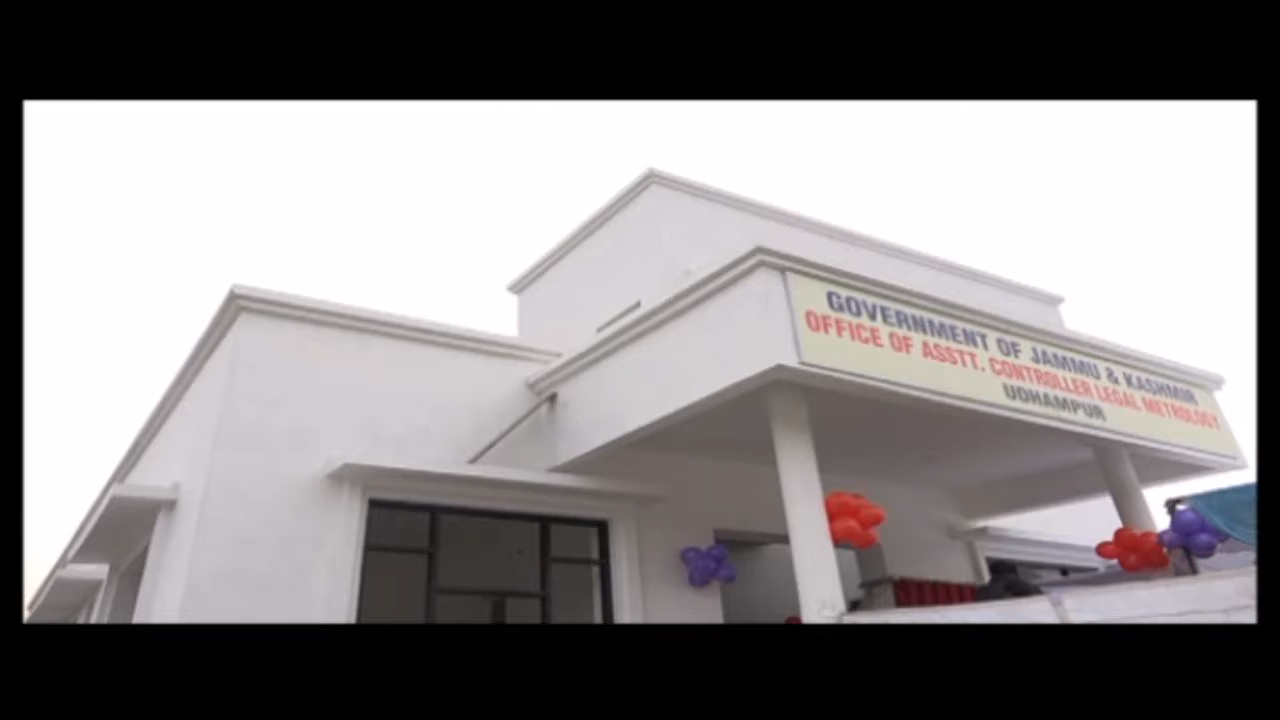 GOVERNMENT OF JAMMU & KASHMIR
OFFICE OF ASSTT. CONTROLLER LEGAL METROLOGY
UDHAMPUR